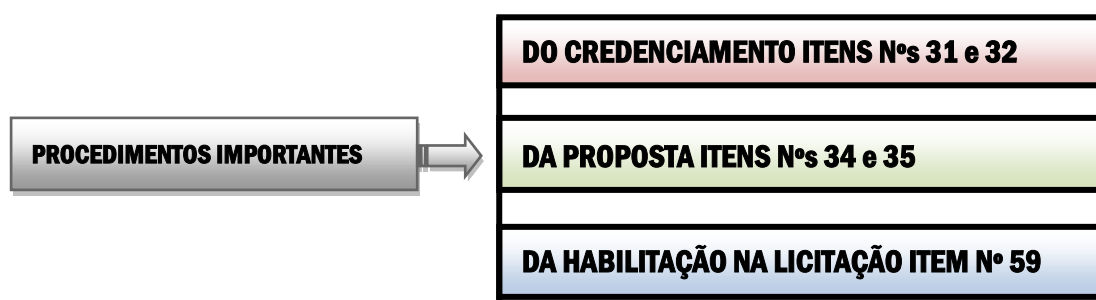 PROCEDIMENTOS IMPORTANTES
DO CREDENCIAMENTO ITENS Nºs 31 e 32
DA PROPOSTA ITENS Nºs 34 e 35
DA HABILITAÇÃO NA LICITAÇÃO ITEM Nº 59